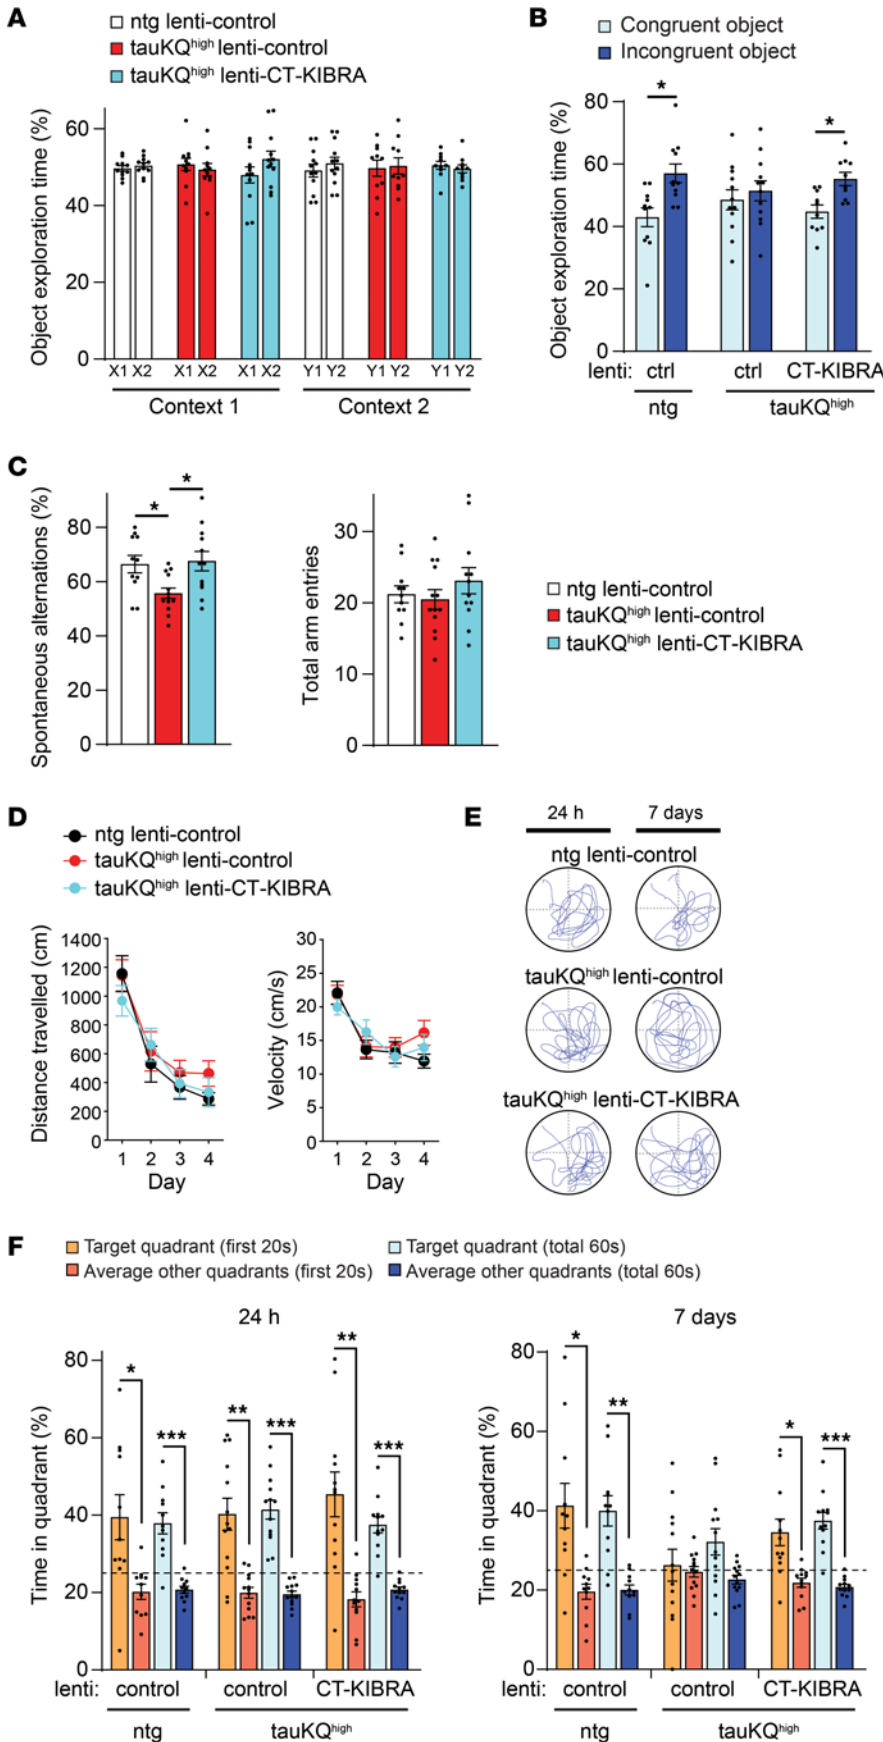 A
ntg lenti-control
tauKQhigh lenti-control
tauKQhigh lenti-CT-KIBRA
Object exploration time (%)
60
40
20
0
X1 X2 X1 X2 X1 X2 Y1 Y2 Y1 Y2 Y1 Y2
Context 1 Context 2
B
Congruent object
Incongruent object
Object exploration time (%)
80
60
40
20
0
* *
lenti: ctrl ctrl CT-KIBRA
ntg tauKQhigh
C
Spontaneous alternations (%)
80
60
40
20
0
* *
Total arm entries
30
20
10
0
ntg lenti-control
tauKQhigh lenti-control
tauKQhigh lenti-CT-KIBRA
D
ntg lenti-control
tauKQhigh lenti-control
tauKQhigh lenti-CT-KIBRA
Distance travelled (cm)
1400
1200
1000
800
600
400
200
0
1 2 3 4
Day
Velocity (cm/s)
30
25
20
15
10
5
0
1 2 3 4
Day
E
24 h 7 days
ntg lenti-control
tauKQhigh lenti-control
tauKQhigh lenti-CT-KIBRA
F
Target quadrant (first 20s) Target quadrant (total 60s)
Average other quadrants (first 20s) Average other quadrants (total 60s)
24 h
Time in quadrant (%)
80
60
40
20
0
* *** ** *** ** ***
lenti: control control CT-KIBRA
ntg tauKQhigh
7 days
Time in quadrant (%)
80
60
40
20
0
* ** * ***
lenti: control control CT-KIBRA
ntg tauKQhigh